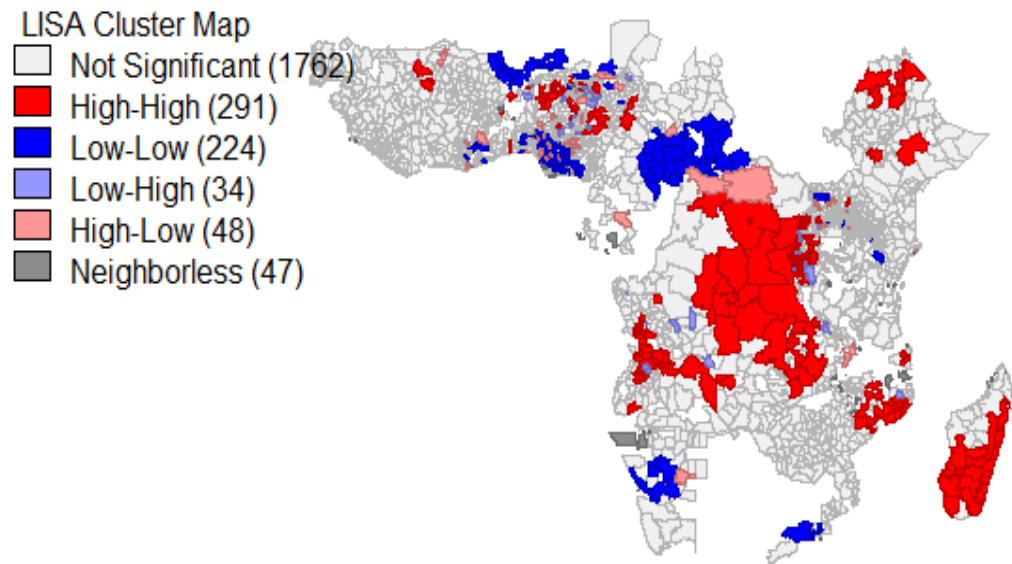 LISA Cluster Map
Not Significant (1762)
High-High (291)
Low-Low (224)
Low-High (34)
High-Low (48)
Neighborless (47)